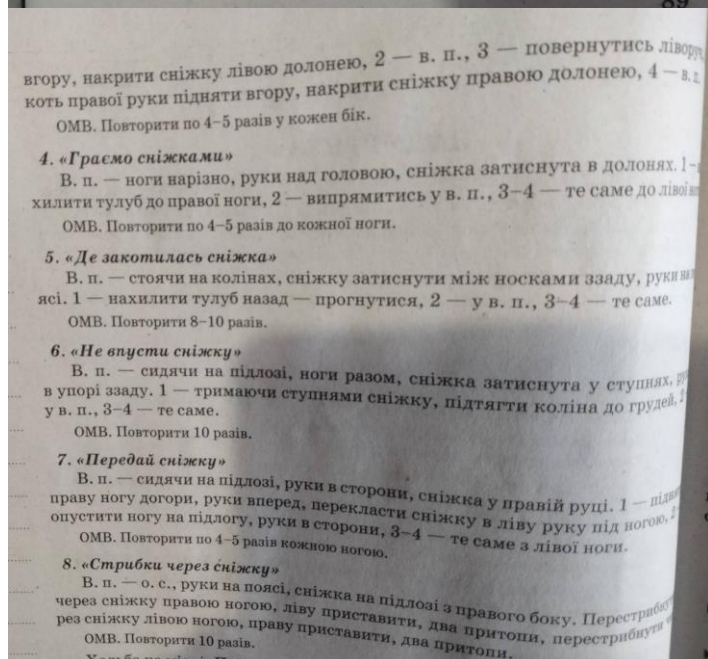 89
вгору, накрити сніжку лівою долонею, 2 — в. п., 3 — повернутись
коть правої руки підняти вгору, накрити сніжку правою долонею, 4 — в. п.
ОМВ. Повторити по 4–5 разів у кожен бік.
4. «Граємо сніжками»
В. п. — ноги нарізно, руки над головою, сніжка затиснута в долонях. 1 —
хилити тулуб до правої ноги, 2 — випрямитись у в. п., 3–4 — те саме до лівої
ОМВ. Повторити по 4–5 разів до кожної ноги.
5. «Де закотилась сніжка»
В. п. — стоячи на колінах, сніжку затиснути між носками ззаду, руки на
ясі. 1 — нахилити тулуб назад — прогнутися, 2 — у в. п., 3–4 — те саме.
ОМВ. Повторити 8–10 разів.
6. «Не впусти сніжку»
В. п. — сидячи на підлозі, ноги разом, сніжка затиснута у ступнях,
в упорі ззаду. 1 — тримаючи ступнями сніжку, підтягти коліна до грудей, 2
у в. п., 3–4 — те саме.
ОМВ. Повторити 10 разів.
7. «Передай сніжку»
В. п. — сидячи на підлозі, руки в сторони, сніжка у правій руці. 1 —
праву ногу догори, руки вперед, перекласти сніжку в ліву руку під ногою, 2
опустити ногу на підлогу, руки в сторони, 3–4 — те саме з лівої ноги.
ОМВ. Повторити по 4–5 разів кожною ногою.
8. «Стрибки через сніжку»
В. п. — о. с., руки на поясі, сніжка на підлозі з правого боку.
через сніжку правою ногою, ліву приставити, два притопи, перестрибнути
рез сніжку лівою ногою, праву приставити, два притопи.
ОМВ. Повторити 10 разів.